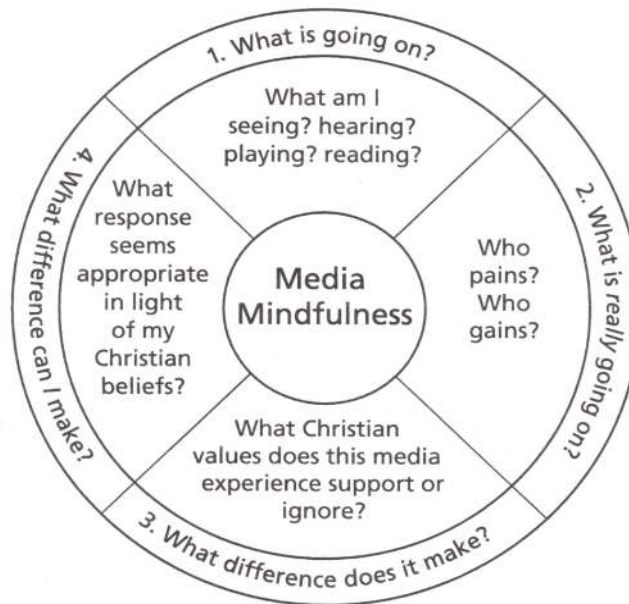 1. What is going on?
What am I
seeing? hearing?
playing? reading?
2. What is really going on?
Who
pains?
Who
gains?
3. What difference does it make?
What Christian
values does this media
experience support or
ignore?
4. What difference can I make?
What
response
seems
appropriate
in light
of my
Christian
beliefs?
Media
Mindfulness